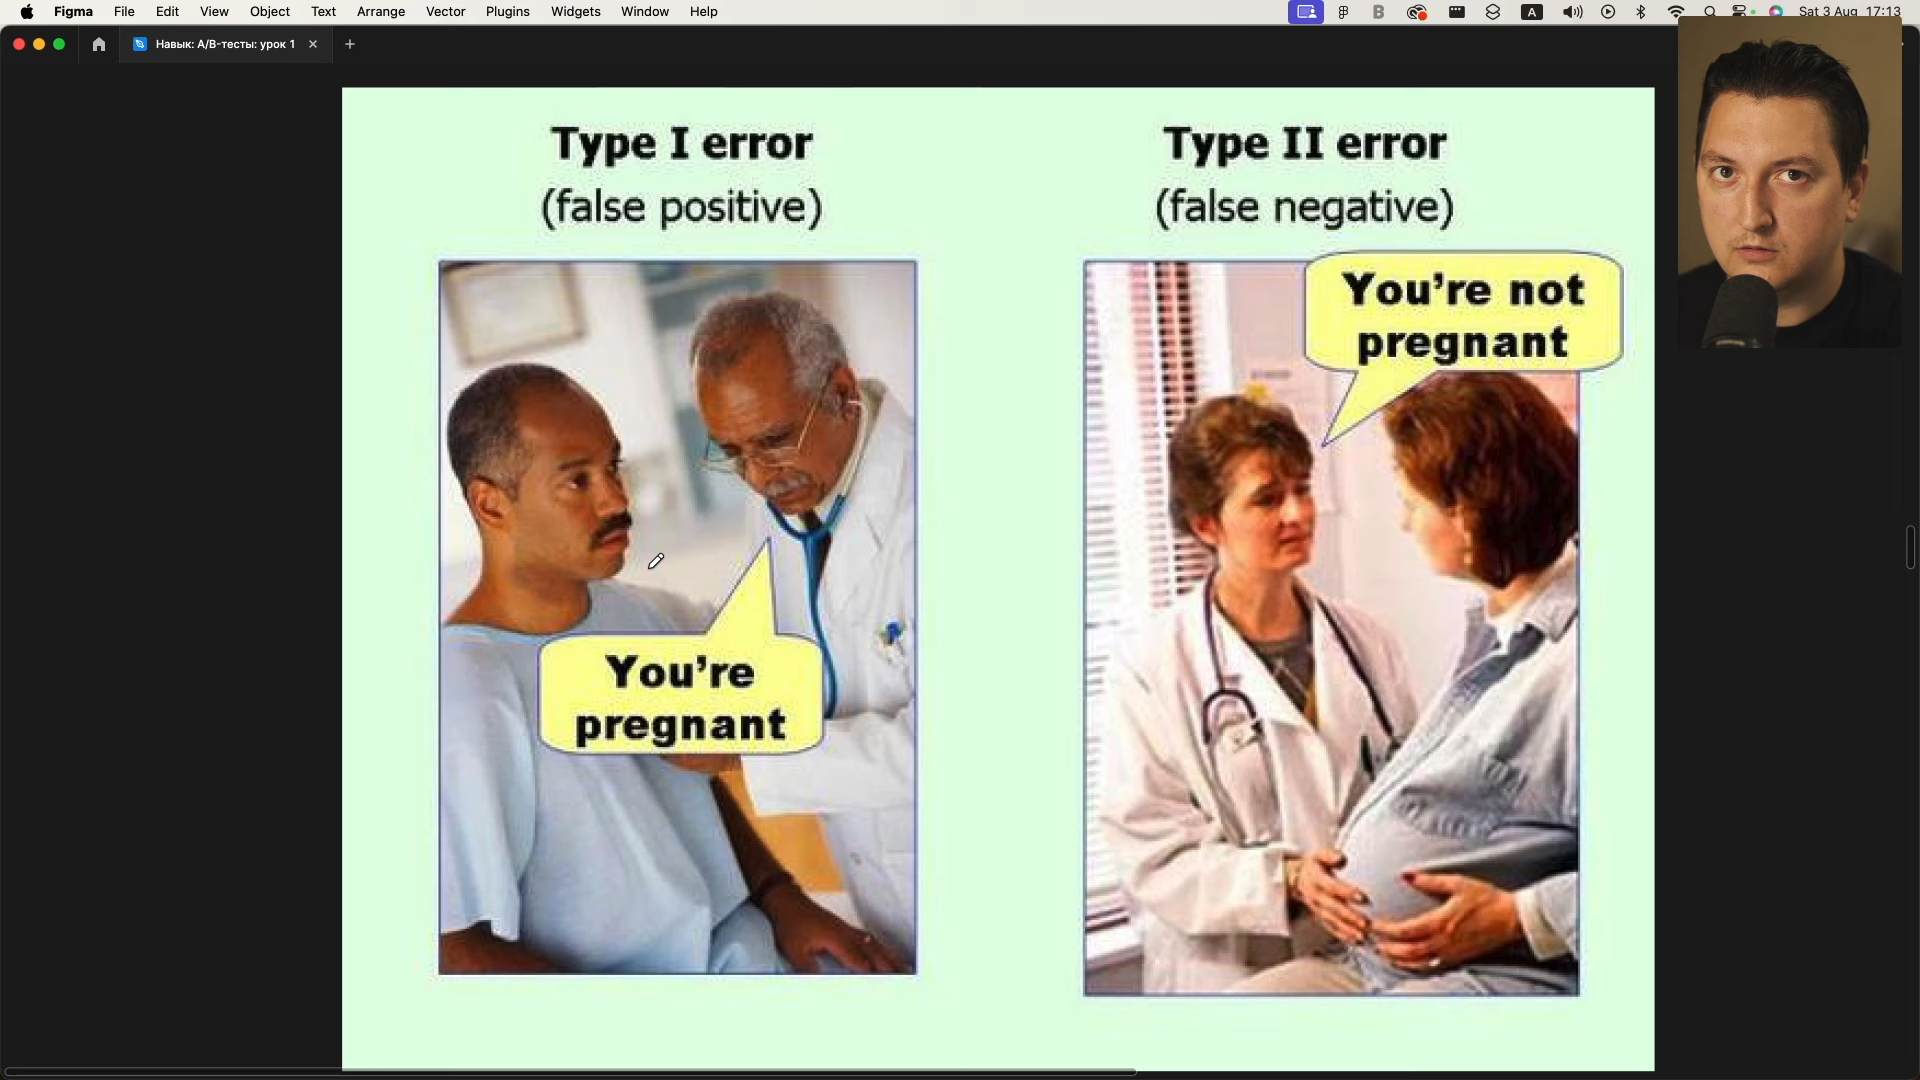 Figma File Edit View Object Text Arrange Vector Plugins Widgets Window Help
A
Sat 3 Aug 17:13
Навык: A/B-тесты: урок 1
Type I error
(false positive)
You're
pregnant
Type II error
(false negative)
You're not
pregnant